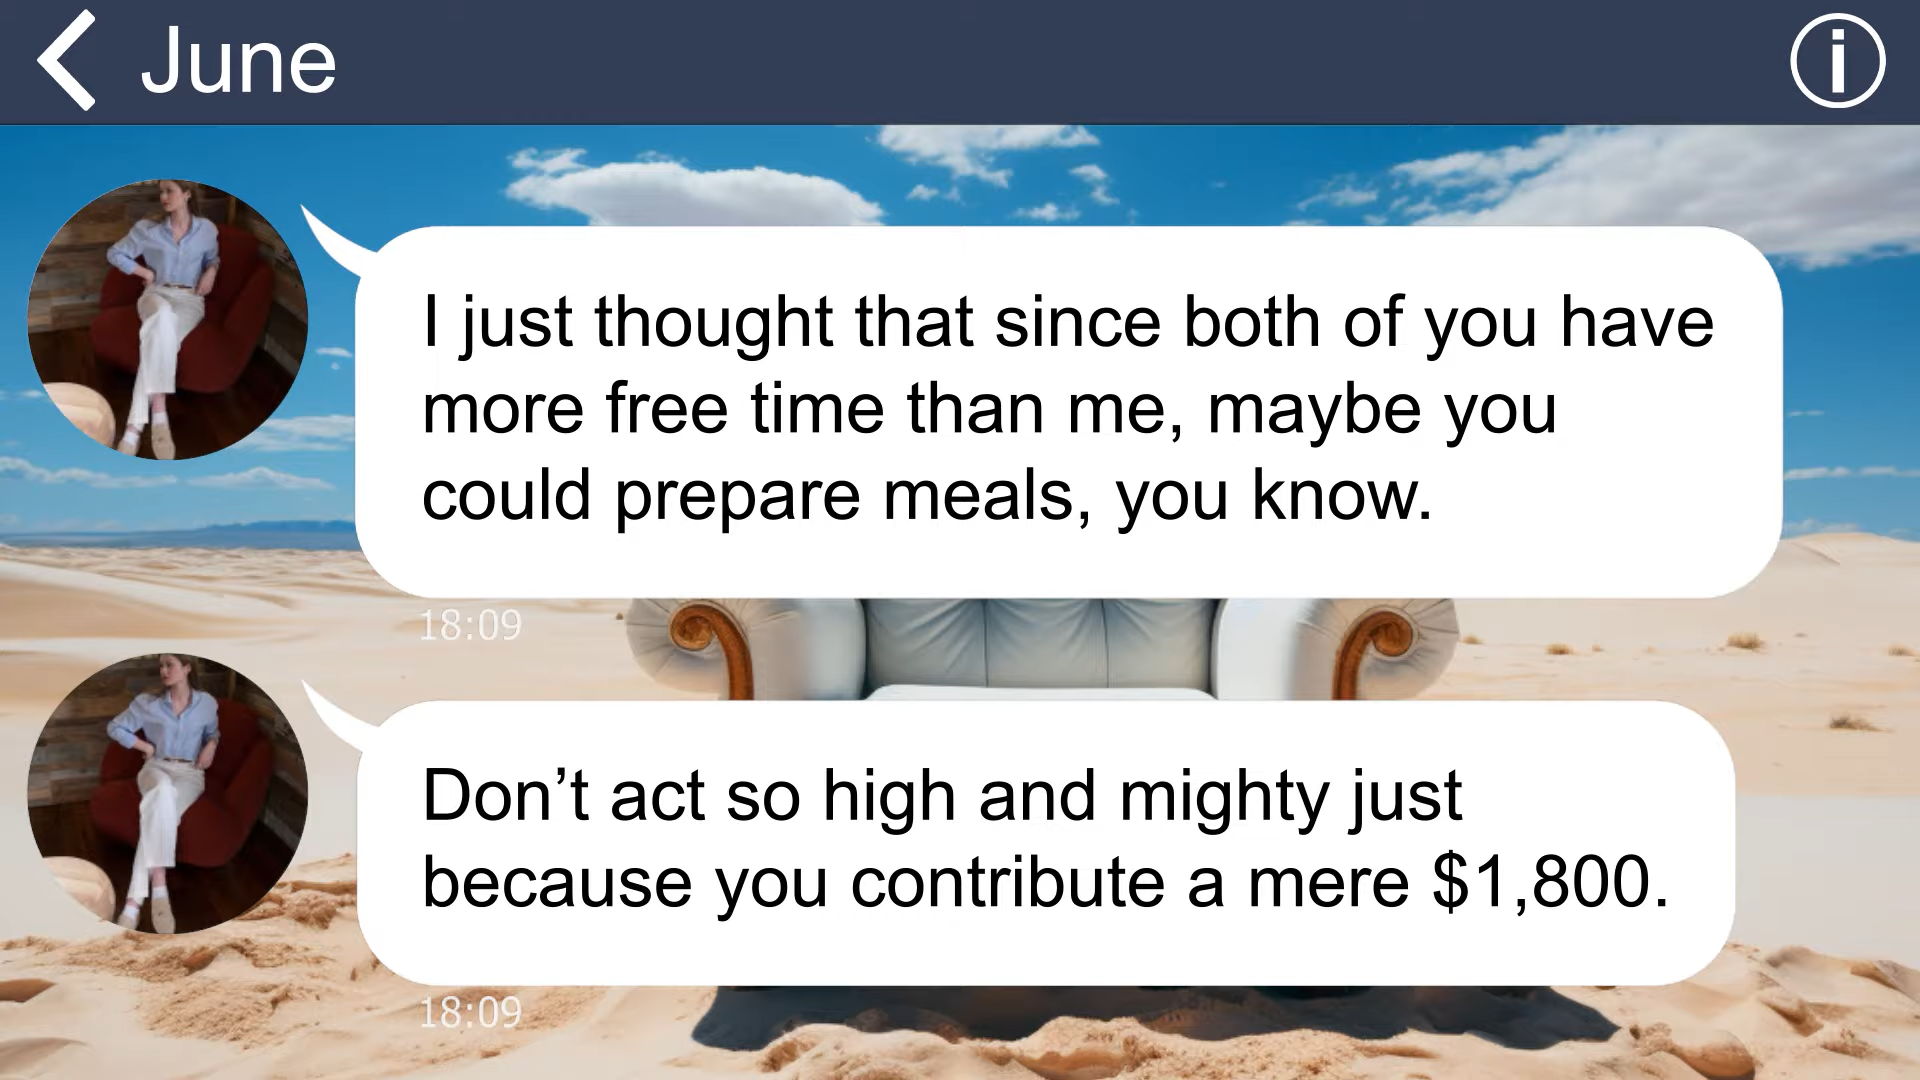 June
I just thought that since both of you have
more free time than me, maybe you
could prepare meals, you know.
18:09
Don’t act so high and mighty just
because you contribute a mere $1,800.
18:09